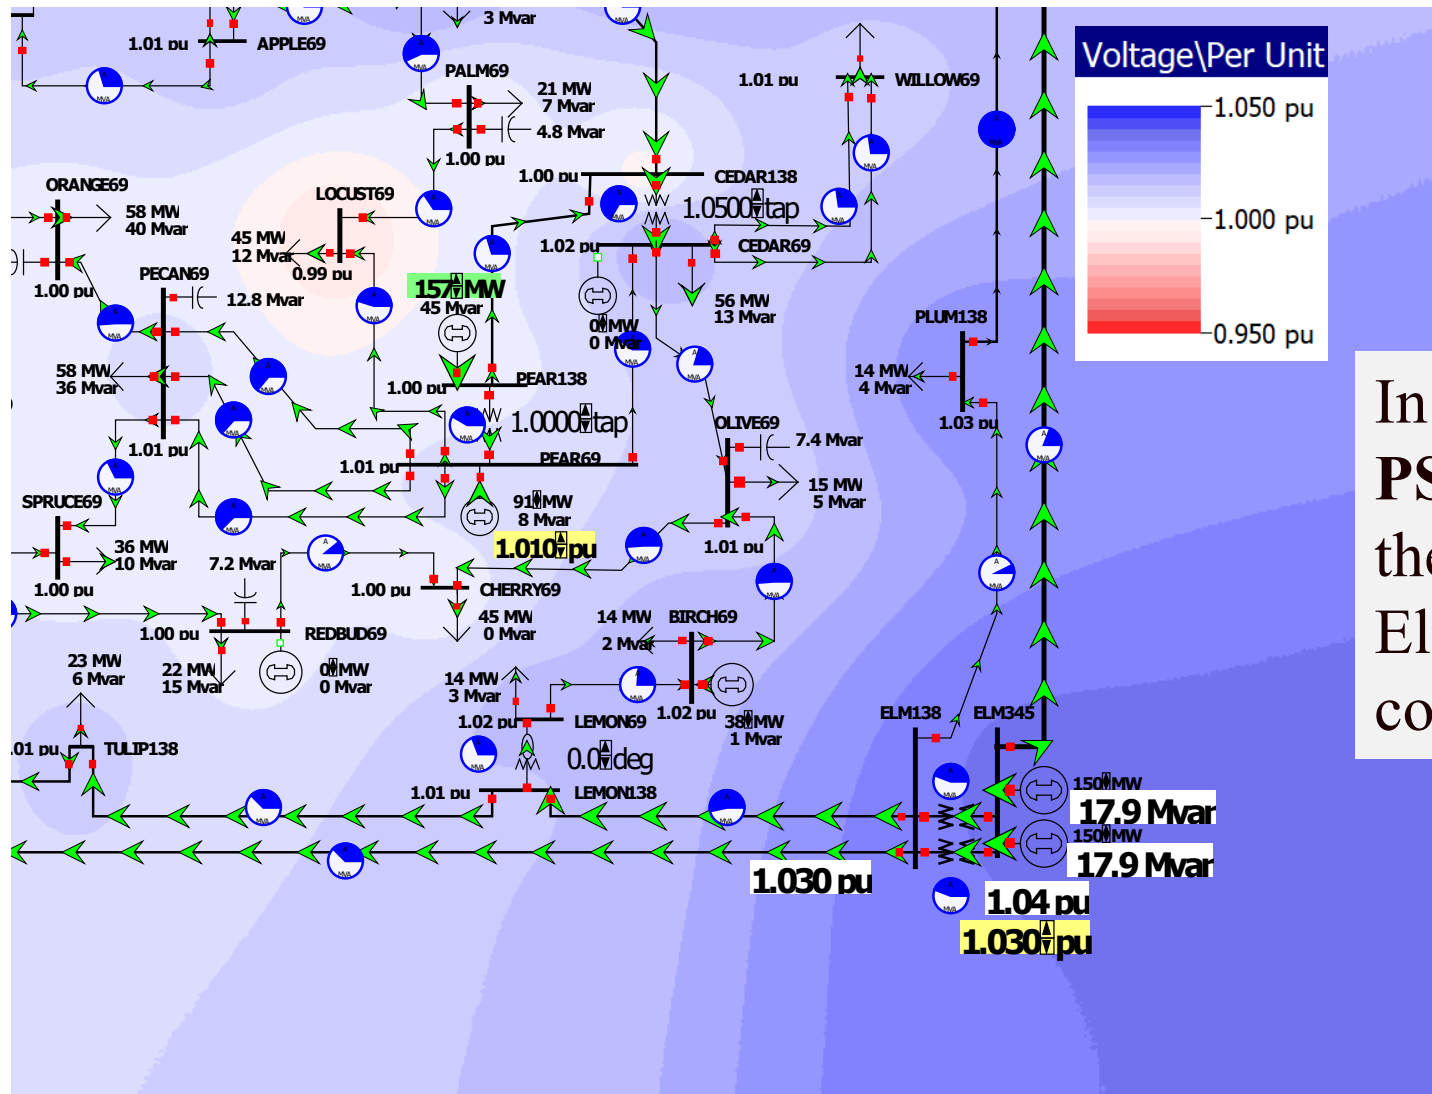 3 Mvar
1.01 pu
APPLE69
A
MVA
PALM69
21 MW
7 Mvar
4.8 Mvar
1.00 pu
1.01 pu
WILLOW69
Voltage\Per Unit
1.050 pu
1.000 pu
0.950 pu
ORANGE69
58 MW
40 Mvar
1.00 pu
LOCUST69
45 MW
12 Mvar
0.99 pu
1.00 pu
CEDAR138
1.0500 tap
1.02 pu
CEDAR69
56 MW
13 Mvar
0 MW
0 Mvar
PECAN69
12.8 Mvar
58 MW
36 Mvar
1.01 pu
157 MW
45 Mvar
1.00 pu
PEAR138
1.0000 tap
1.01 pu
PEAR69
91 MW
8 Mvar
1.010 pu
PLUM138
14 MW
4 Mvar
1.03 pu
OLIVE69
7.4 Mvar
15 MW
5 Mvar
1.01 pu
In
PS
the
El
co
SPRUCE69
36 MW
10 Mvar
1.00 pu
7.2 Mvar
1.00 pu
REDBUD69
22 MW
15 Mvar
0 MW
0 Mvar
1.00 pu
CHERRY69
45 MW
0 Mvar
14 MW
2 Mvar
BIRCH69
1.02 pu
38 MW
1 Mvar
23 MW
6 Mvar
.01 pu
TULIP138
14 MW
3 Mvar
1.02 pu
LEMON69
0.0 deg
1.01 pu
LEMON138
ELM138
ELM345
150 MW
17.9 Mvar
150 MW
17.9 Mvar
1.030 pu
1.04 pu
1.030 pu